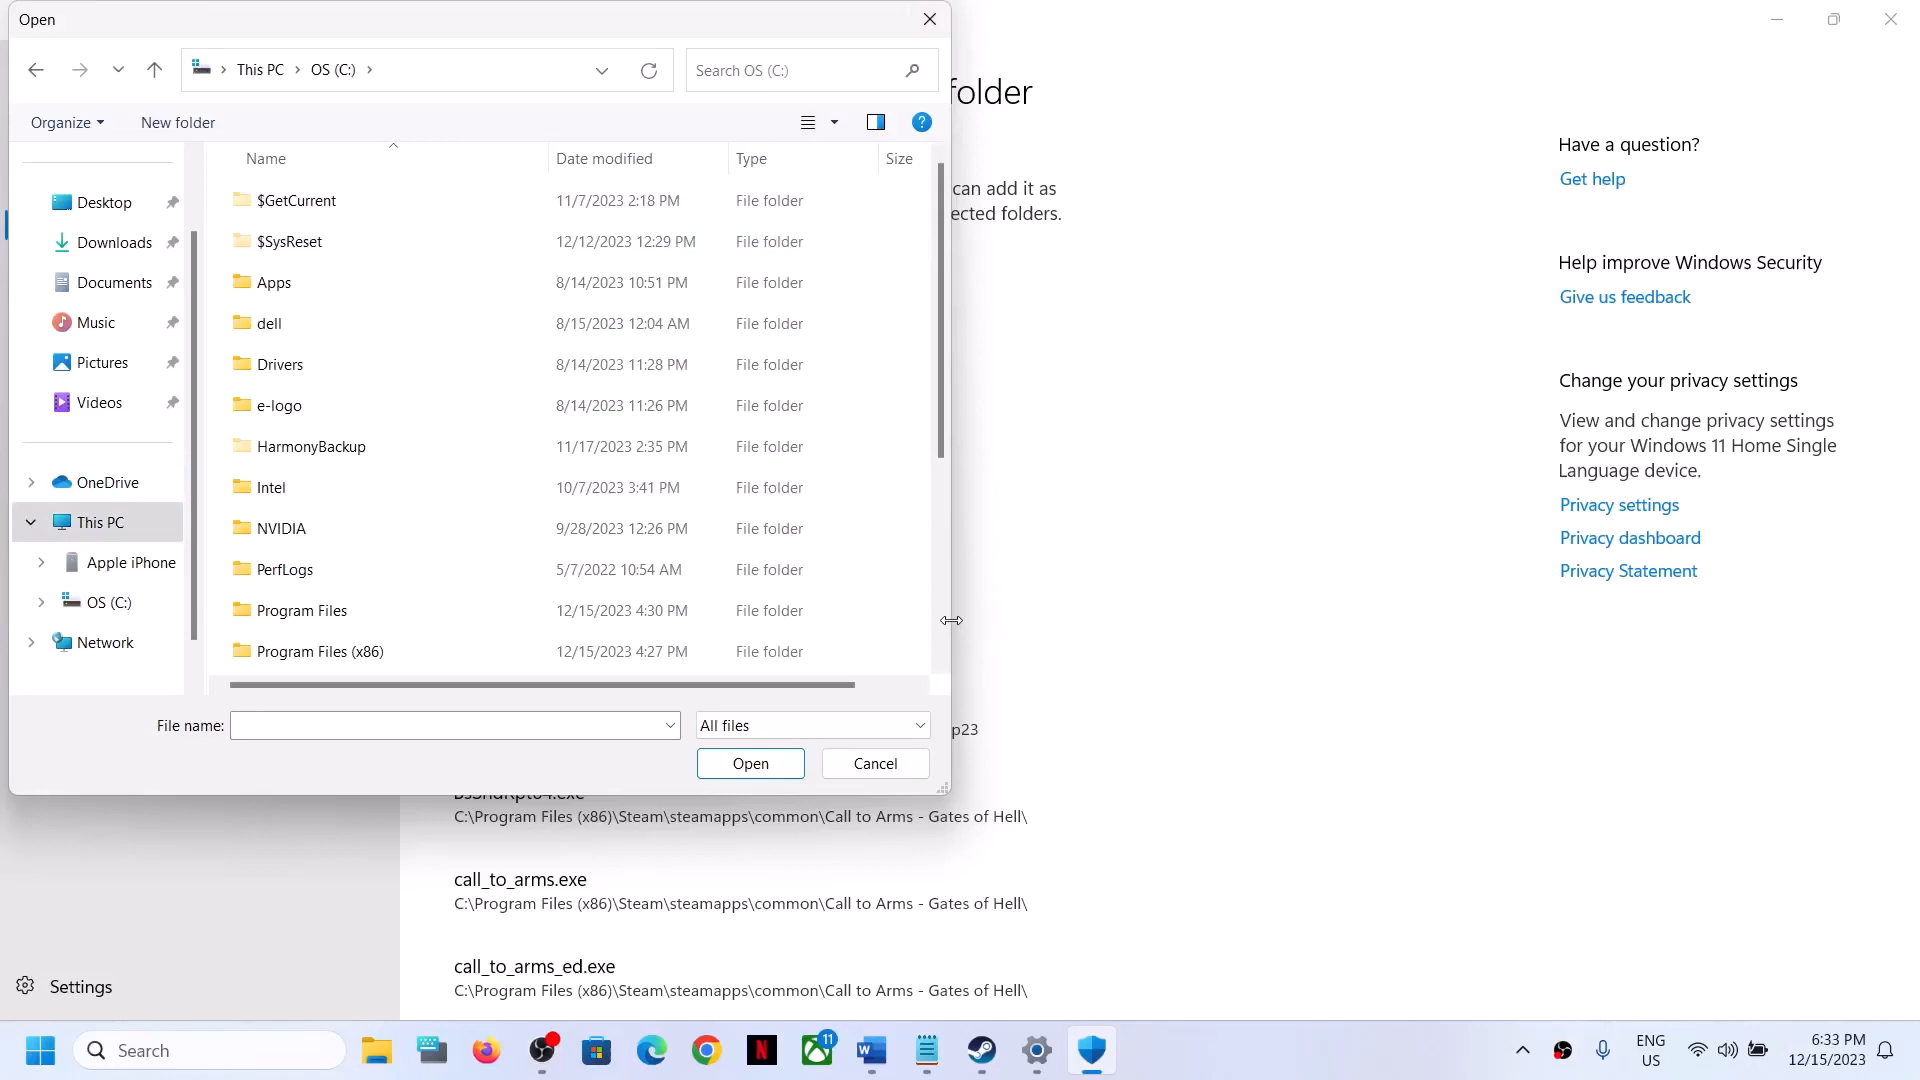 Open
This PC
OS (C:)
Search OS (C:)
Organize
New folder
Name
Date modified
Type
Size
Desktop
Downloads
Documents
Music
Pictures
Videos
OneDrive
This PC
Apple iPhone
OS (C:)
Network
$GetCurrent 11/7/2023 2:18 PM File folder
$SysReset 12/12/2023 12:29 PM File folder
Apps 8/14/2023 10:51 PM File folder
dell 8/15/2023 12:04 AM File folder
Drivers 8/14/2023 11:28 PM File folder
e-logo 8/14/2023 11:26 PM File folder
HarmonyBackup 11/17/2023 2:35 PM File folder
Intel 10/7/2023 3:41 PM File folder
NVIDIA 9/28/2023 12:26 PM File folder
PerfLogs 5/7/2022 10:54 AM File folder
Program Files 12/15/2023 4:30 PM File folder
Program Files (x86) 12/15/2023 4:27 PM File folder
File name:
All files
Open
Cancel
folder
can add it as
ected folders.
p23
C:\Program Files (x86)\Steam\steamapps\common\Call to Arms - Gates of Hell\
call_to_arms.exe
C:\Program Files (x86)\Steam\steamapps\common\Call to Arms - Gates of Hell\
call_to_arms_ed.exe
C:\Program Files (x86)\Steam\steamapps\common\Call to Arms - Gates of Hell\
Have a question?
Get help
Help improve Windows Security
Give us feedback
Change your privacy settings
View and change privacy settings
for your Windows 11 Home Single
Language device.
Privacy settings
Privacy dashboard
Privacy Statement
Settings
Search
11
ENG
US
6:33 PM
12/15/2023